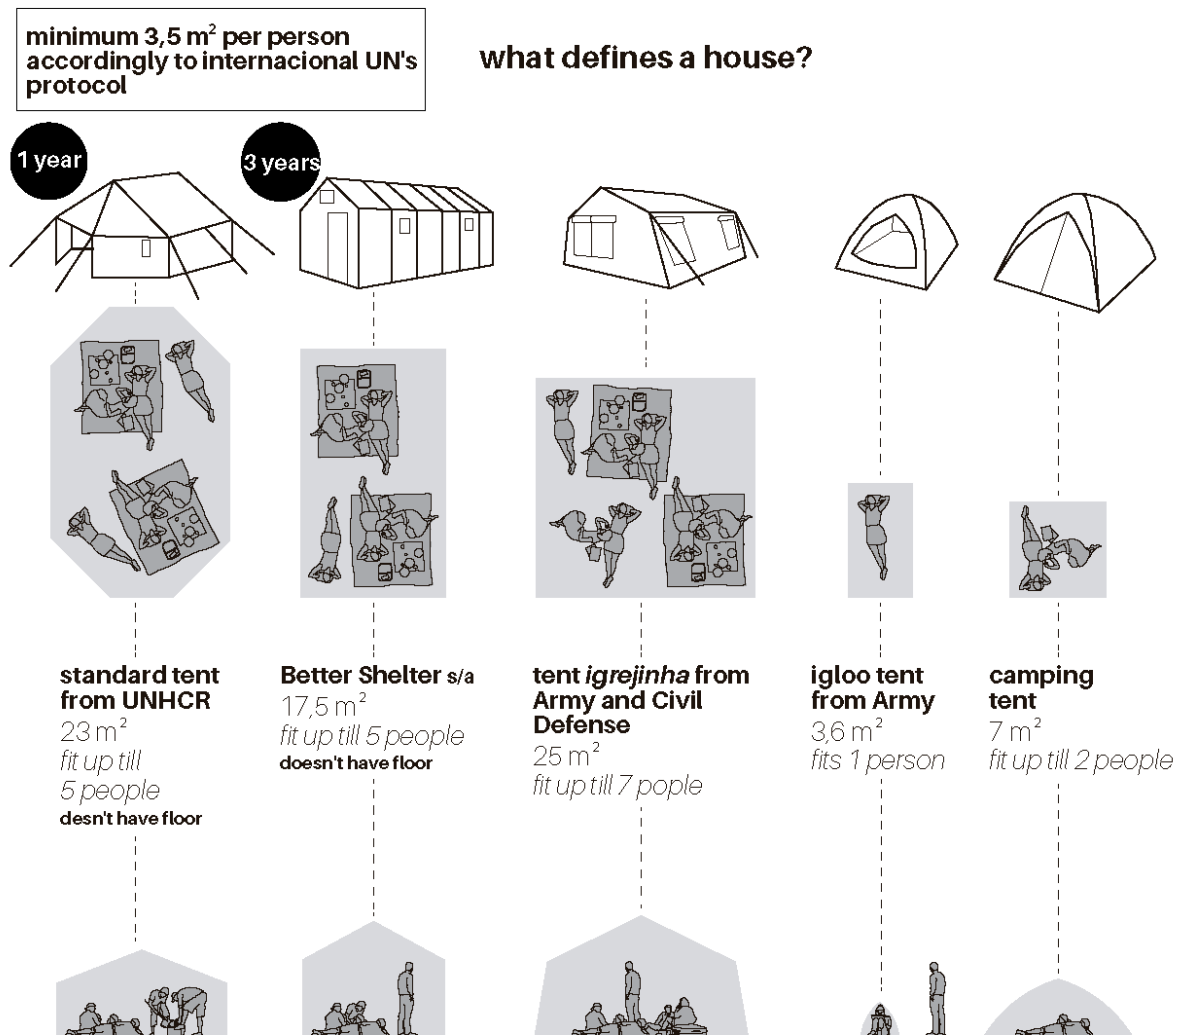 minimum 3,5 m² per person
accordingly to internacional UN's
protocol
what defines a house?
1 year
3 years
standard tent
from UNHCR
23 m²
fit up till
5 people
desn't have floor
Better Shelter s/a
17,5 m²
fit up till 5 people
doesn't have floor
tent igrejinha from
Army and Civil
Defense
25 m²
fit up till 7 pople
igloo tent
from Army
3,6 m²
fits 1 person
camping
tent
7 m²
fit up till 2 people